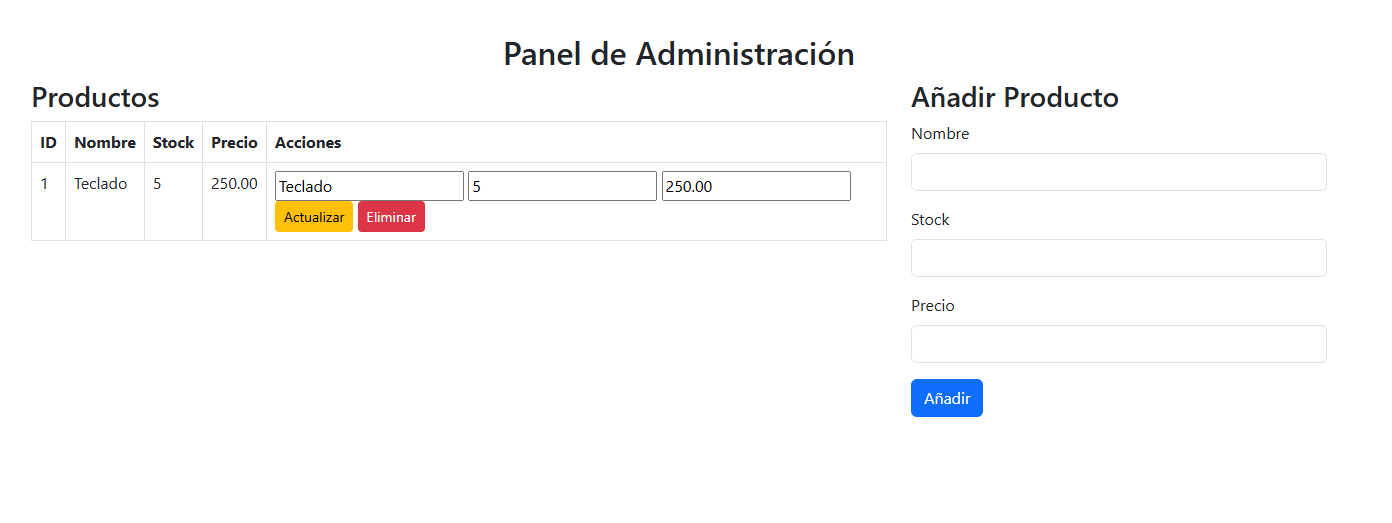 Panel de Administración
Productos
ID Nombre Stock Precio Acciones
1 Teclado 5 250.00 Teclado 5 250.00
Actualizar Eliminar
Añadir Producto
Nombre
Stock
Precio
Añadir